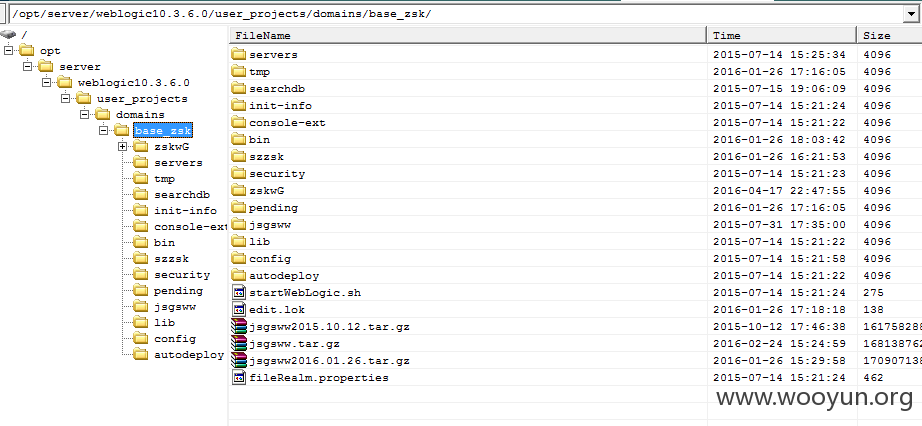 /opt/server/weblogic10.3.6.0/user_projects/domains/base_zsk/
/
opt
server
weblogic10.3.6.0
user_projects
domains
base_zsk
zskwG
servers
tmp
searchdb
init-info
console-ext
bin
szzsk
security
pending
jsgsww
lib
config
autodeploy
FileName Time Size
servers 2015-07-14 15:25:34 4096
tmp 2016-01-26 17:16:05 4096
searchdb 2015-07-15 19:06:09 4096
init-info 2015-07-14 15:21:24 4096
console-ext 2015-07-14 15:21:22 4096
bin 2016-01-26 18:03:42 4096
szzsk 2016-01-26 16:21:53 4096
security 2015-07-14 15:21:23 4096
zskwG 2016-04-17 22:47:55 4096
pending 2016-01-26 17:16:05 4096
jsgsww 2015-07-31 17:35:00 4096
lib 2015-07-14 15:21:22 4096
config 2015-07-14 15:21:58 4096
autodeploy 2015-07-14 15:21:22 4096
startWebLogic.sh 2015-07-14 15:21:24 275
edit.lok 2016-01-26 17:18:18 138
jsgsww2015.10.12.tar.gz 2015-10-12 17:46:38 161758288
jsgsww.tar.gz 2016-02-24 15:24:59 168138762
jsgsww2016.01.26.tar.gz 2016-01-26 15:29:58 170907138
fileRealm.properties 2015-07-14 15:21:24 462
www.wooyun.org